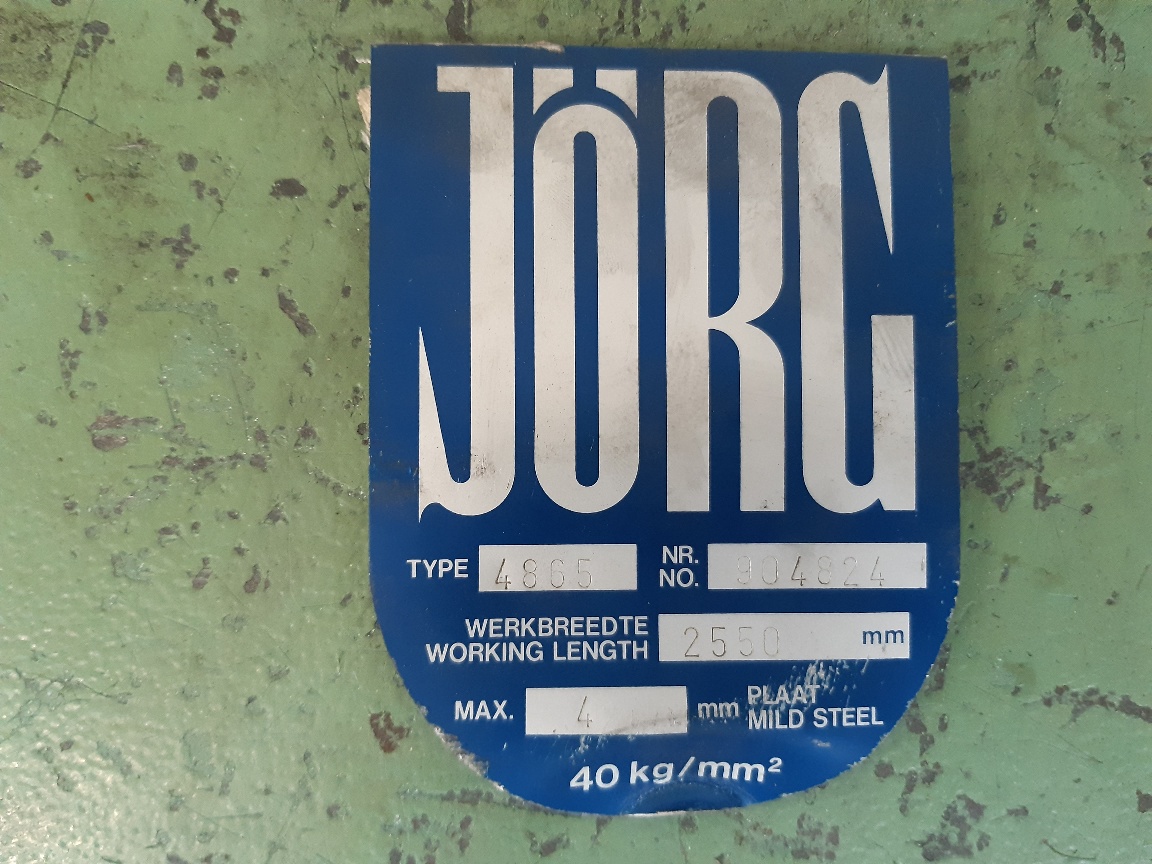 JÖRG
TYPE 4865 NR. NO. 904824
WERKBREEDTE
WORKING LENGTH 2550 mm
MAX. 4 mm PLAAT
MILD STEEL
40 kg/mm²